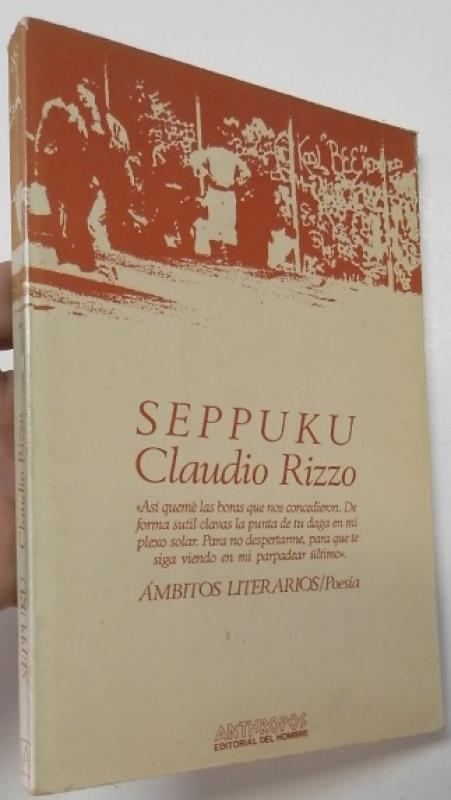 "BEE"
SEPPUKU
Claudio Rizzo
«Así quemè las horas que nos concedieron. De
forma sutil clavas la punta de tu daga en mi
plexo solar. Para no despertarme, para que te
siga viendo en mi parpadear último».
ÁMBITOS LITERARIOS/Poesía
ANTHROPOS
EDITORIAL DEL HOMBRE
SEPPUKU Claudio Rizzo